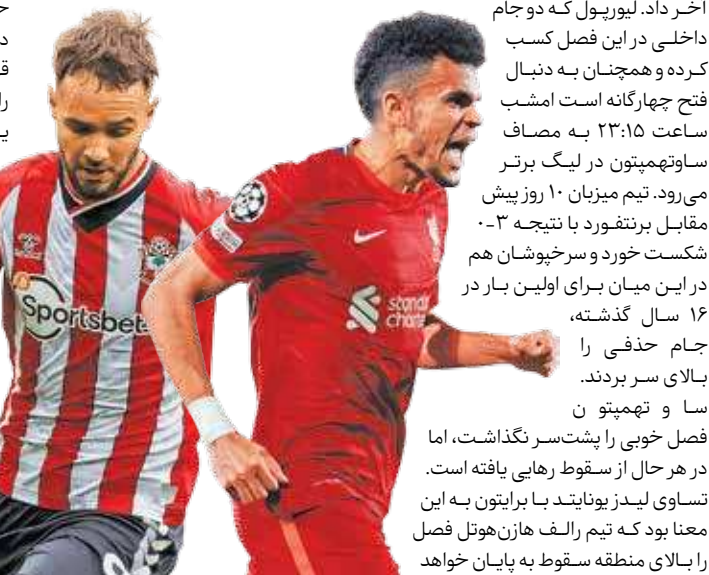 آخر داد. لیورپول که دو جام
داخلی در این فصل کسب
کرده و همچنان به دنبال
فتح چهارگانه است امشب
ساعت ۲۳:۱۵ به مصاف
ساوتهمپتون در لیگ برتر
می‌رود. تیم میزبان ۱۰ روز پیش
مقابل برنتفورد با نتیجه ۳-۰
شکست خورد و سرخپوشان هم
در این میان برای اولین بار در
۱۶ سال گذشته،
جام حذفی را
بالای سر بردند.
سا و تهمپتو ن
فصل خوبی را پشت‌سر نگذاشت، اما
در هر حال از سقوط رهایی یافته است.
تساوی لیدز یونایتد با برایتون به این
معنا بود که تیم رالف هازن‌هوتل فصل
را بالای منطقه سقوط به پایان خواهد
Sportsbet
standa
charte